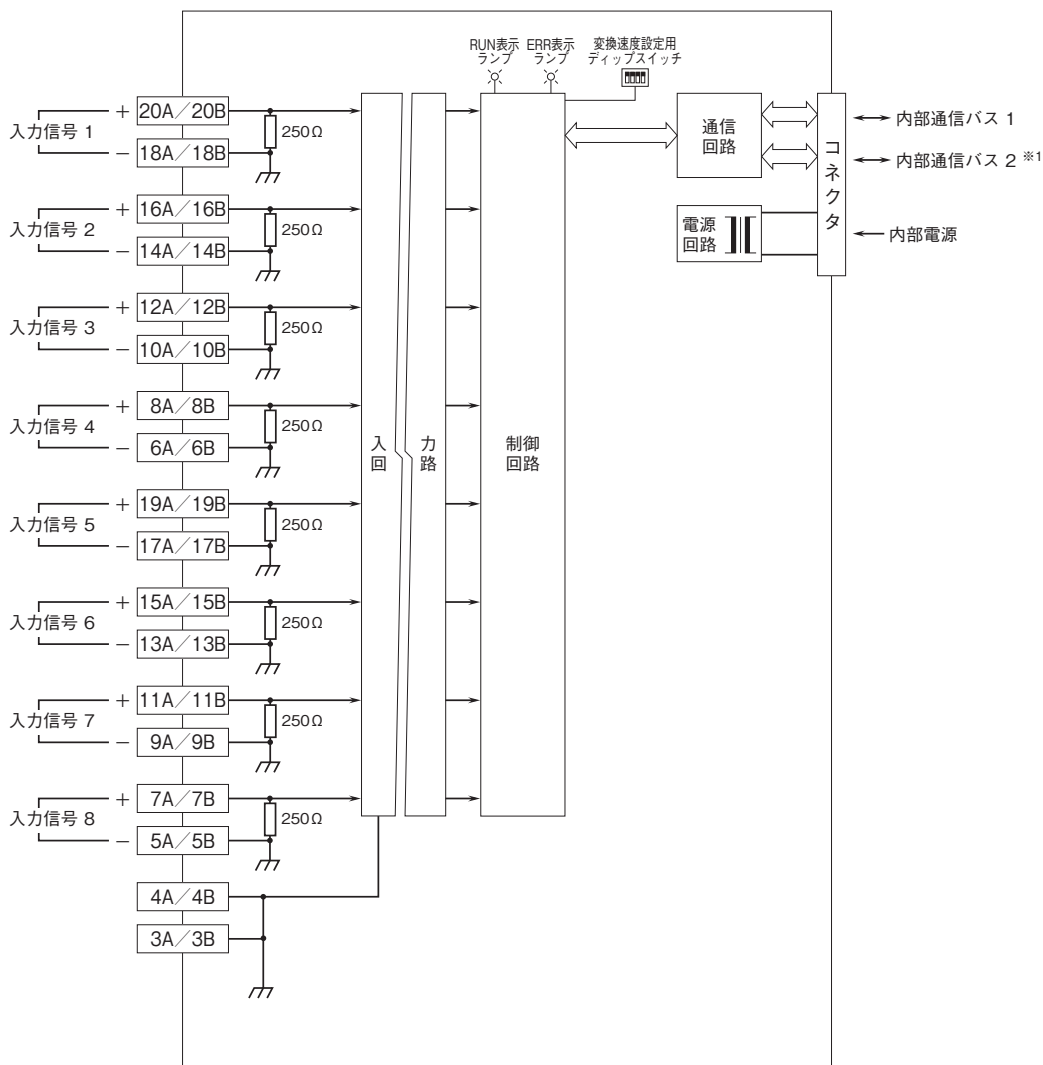 RUN表示
ランプ
ERR表示
ランプ
変換速度設定用
ディップスイッチ
入力信号 1
+ 20A／20B
− 18A／18B
250Ω
入力信号 2
+ 16A／16B
− 14A／14B
250Ω
入力信号 3
+ 12A／12B
− 10A／10B
250Ω
入力信号 4
+ 8A／8B
− 6A／6B
250Ω
入力信号 5
+ 19A／19B
− 17A／17B
250Ω
入力信号 6
+ 15A／15B
− 13A／13B
250Ω
入力信号 7
+ 11A／11B
− 9A／9B
250Ω
入力信号 8
+ 7A／7B
− 5A／5B
250Ω
4A／4B
3A／3B
入力
回路
制御
回路
通信
回路
電源
回路
コネクタ
内部通信バス 1
内部通信バス 2 ※1
内部電源